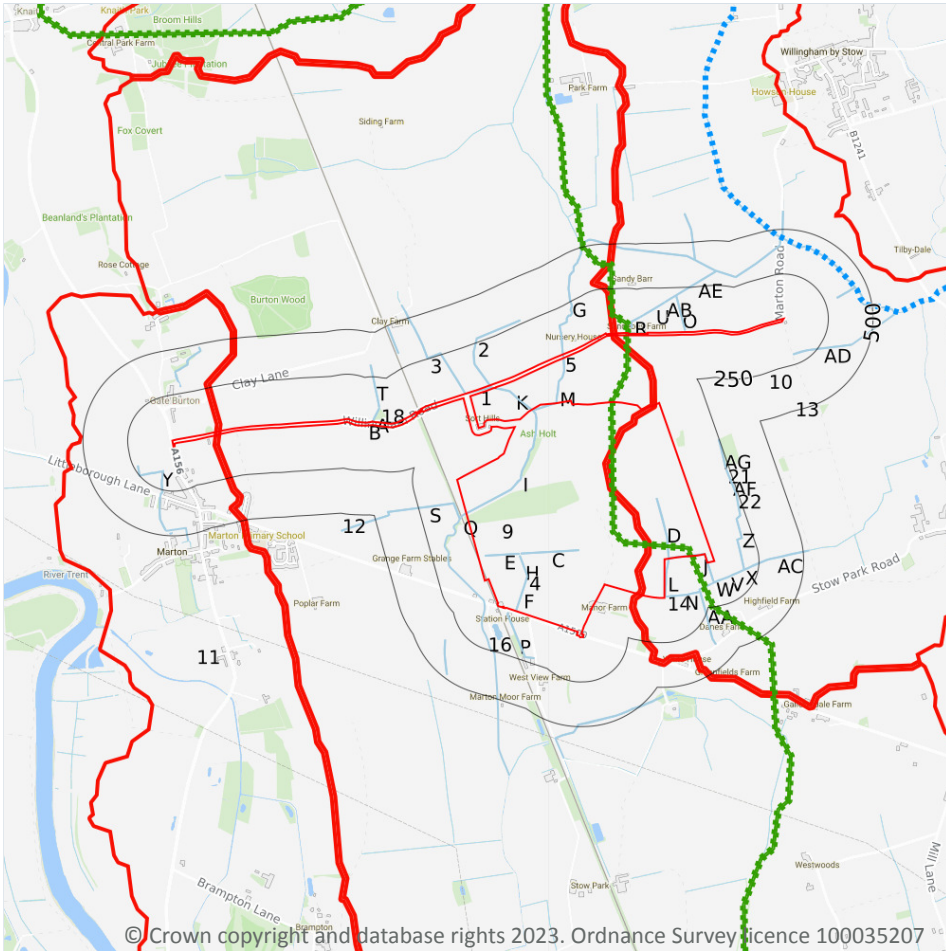 Knaith Park
Broom Hills
Central Park Farm
Willingham by Stow
Park Farm
Howson House
Siding Farm
Fox Covert
B1241
Beanland's Plantation
Tilby-Dale
Rose Cottage
Marton Road
Sandy Barr
Burton Wood
AE
G
AB
500
U
O
Clay Farm
R
Nursery House
2
AD
3
5
Clay Lane
250
10
T
Gate Burton
1
K
M
13
18
A
B
Ash Holt
A156
Littleborough Lane
AG
21
Y
I
AF
22
S
12
Q
9
Marton Primary School
D
Z
Marton
Grange Farm Stables
E
C
J
AC
H
X
River Trent
4
L
V
Stow Park Road
W
Poplar Farm
F
14
N
Manor Farm
Highfield Farm
Station House
AA
16
P
11
West View Farm
Marton Moor Farm
Westwoods
Mill Lane
Stow Park
Brampton Lane
Brampton
© Crown copyright and database rights 2023. Ordnance Survey licence 100035207